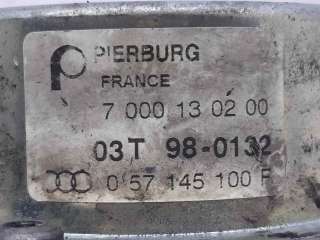 PIERBURG
FRANCE
7 000 13 02 00
03T 98-0132
057 145 100 F